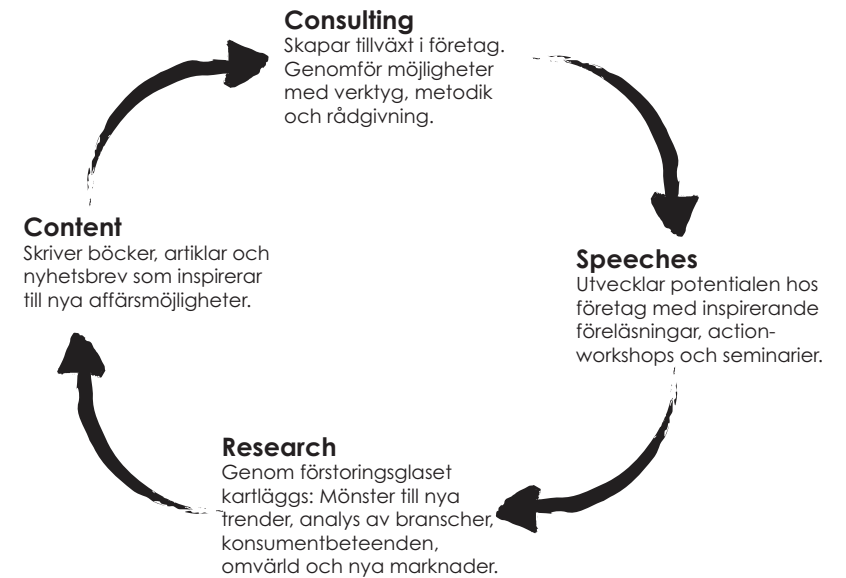 Consulting
Skapar tillväxt i företag.
Genomför möjligheter
med verktyg, metodik
och rådgivning.
Content
Skriver böcker, artiklar och
nyhetsbrev som inspirerar
till nya affärsmöjligheter.
Speeches
Utvecklar potentialen hos
företag med inspirerande
föreläsningar, action-
workshops och seminarier.
Research
Genom förstoringsglaset
kartläggs: Mönster till nya
trender, analys av branscher,
konsumentbeteenden,
omvärld och nya marknader.